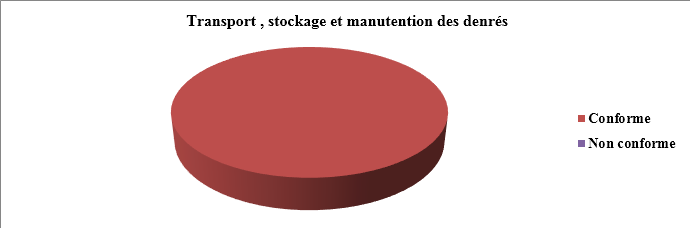 Transport , stockage et manutention des denrés
Conforme
Non conforme